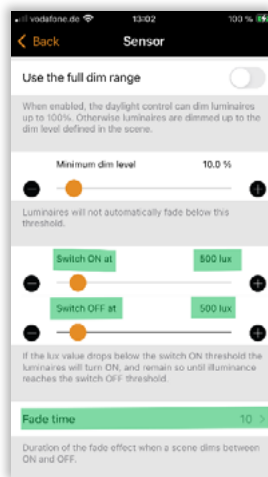 vodafone.de 13:02 100 %
Back Sensor
Use the full dim range
When enabled, the daylight control can dim luminaires
up to 100%. Otherwise luminaires are dimmed up to the
dim level defined in the scene.
Minimum dim level 10.0 %
Luminaires will not automatically fade below this
threshold.
Switch ON at 500 lux
Switch OFF at 500 lux
If the lux value drops below the switch ON threshold the
luminaires will turn ON, and remain so until illuminance
reaches the switch OFF threshold.
Fade time 10
Duration of the fade effect when a scene dims between
ON and OFF.